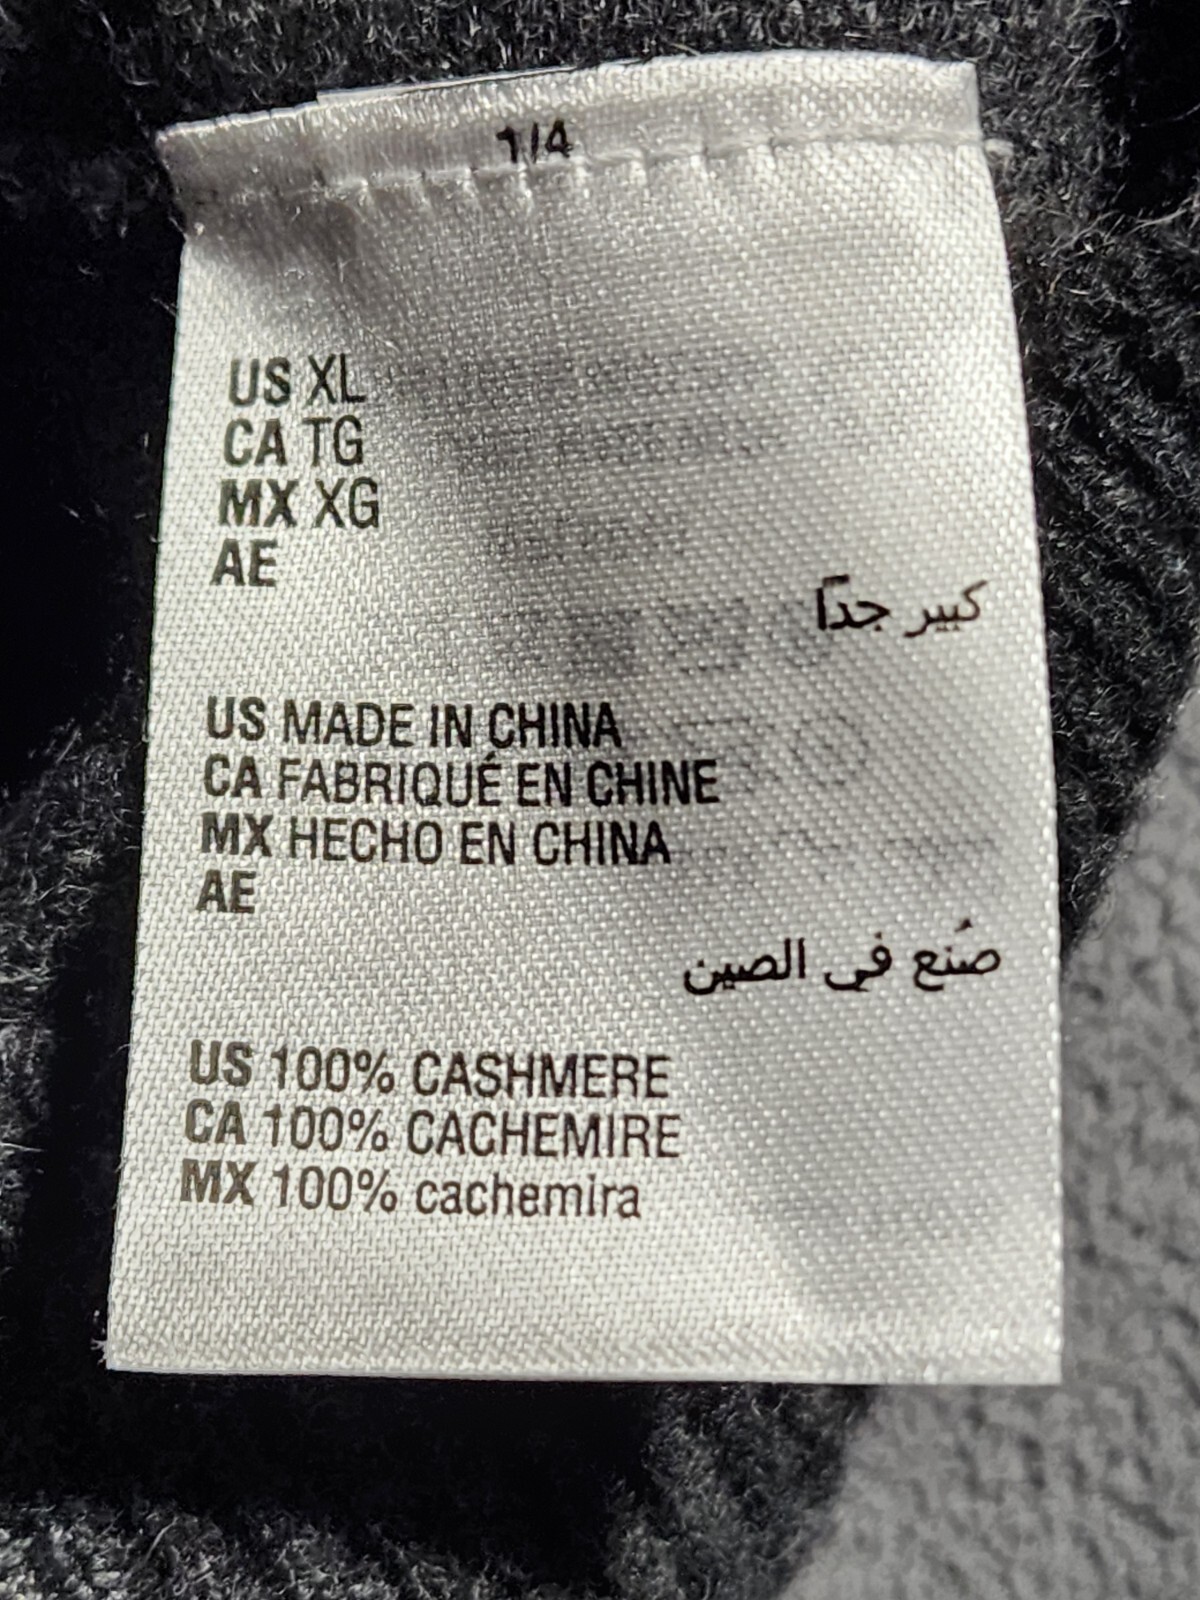 1/4
US XL
CA TG
MX XG
AE
كبير جدًا
US MADE IN CHINA
CA FABRIQUÉ EN CHINE
MX HECHO EN CHINA
AE
صُنع في الصين
US 100% CASHMERE
CA 100% CACHEMIRE
MX 100% cachemira